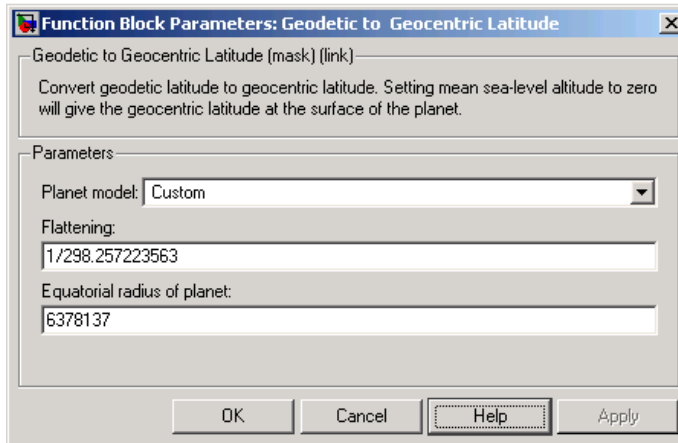 Function Block Parameters: Geodetic to Geocentric Latitude
Geodetic to Geocentric Latitude (mask) (link)
Convert geodetic latitude to geocentric latitude. Setting mean sea-level altitude to zero
will give the geocentric latitude at the surface of the planet.
Parameters
Planet model: Custom
Flattening:
1/298.257223563
Equatorial radius of planet:
6378137
OK Cancel Help Apply